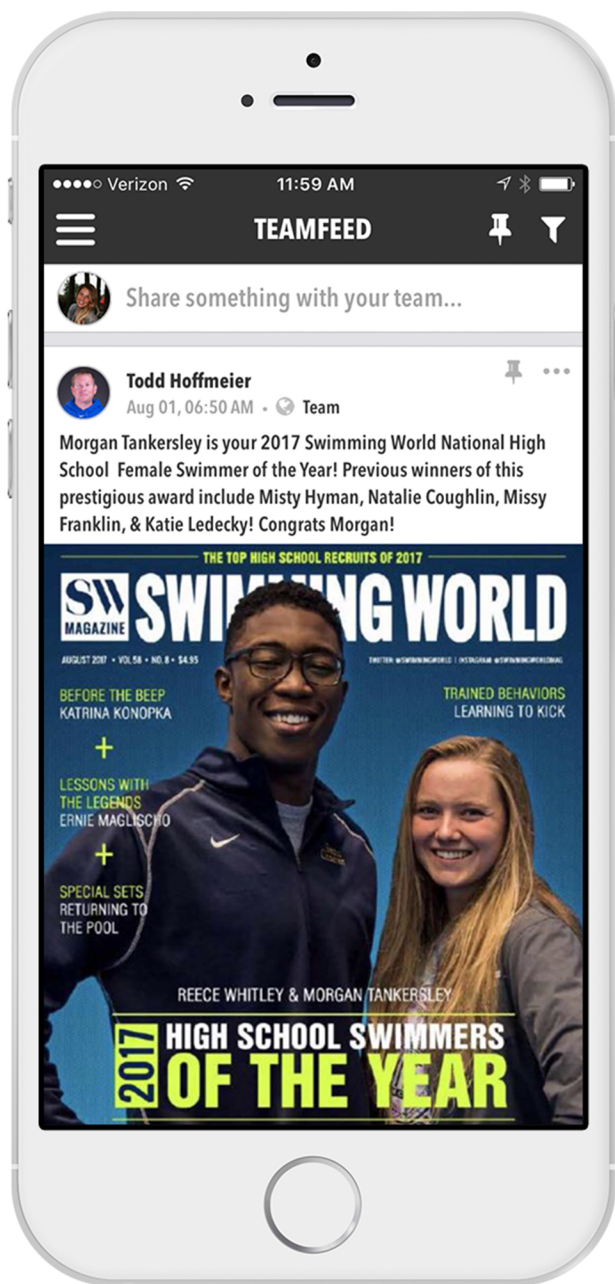 Verizon 11:59 AM
TEAMFEED
Share something with your team...
Todd Hoffmeier
Aug 01, 06:50 AM • Team
Morgan Tankersley is your 2017 Swimming World National High
School Female Swimmer of the Year! Previous winners of this
prestigious award include Misty Hyman, Natalie Coughlin, Missy
Franklin, & Katie Ledecky! Congrats Morgan!
THE TOP HIGH SCHOOL RECRUITS OF 2017
SW MAGAZINE SWIMMING WORLD
AUGUST 2017 • VOL 58 • NO. 8 • $4.95
TWITTER: @SWIMMINGWORLD | INSTAGRAM: @SWIMMINGWORLDMAG
BEFORE THE BEEP
KATRINA KONOPKA
+
LESSONS WITH
THE LEGENDS
ERNIE MAGLISCHO
+
SPECIAL SETS
RETURNING TO
THE POOL
TRAINED BEHAVIORS
LEARNING TO KICK
REECE WHITLEY & MORGAN TANKERSLEY
2017 HIGH SCHOOL SWIMMERS
OF THE YEAR